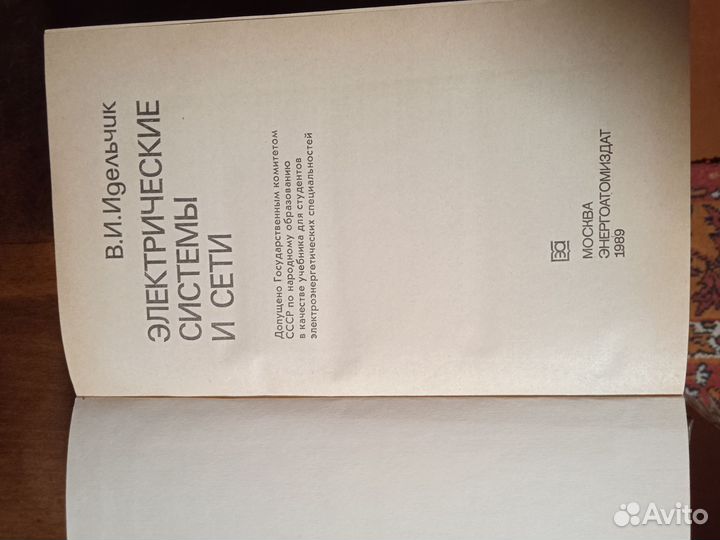 В.И.Идельчик
ЭЛЕКТРИЧЕСКИЕ
СИСТЕМЫ
И СЕТИ
Допущено Государственным комитетом
СССР по народному образованию
в качестве учебника для студентов
электроэнергетических специальностей
МОСКВА
ЭНЕРГОАТОМИЗДАТ
1989
Avito